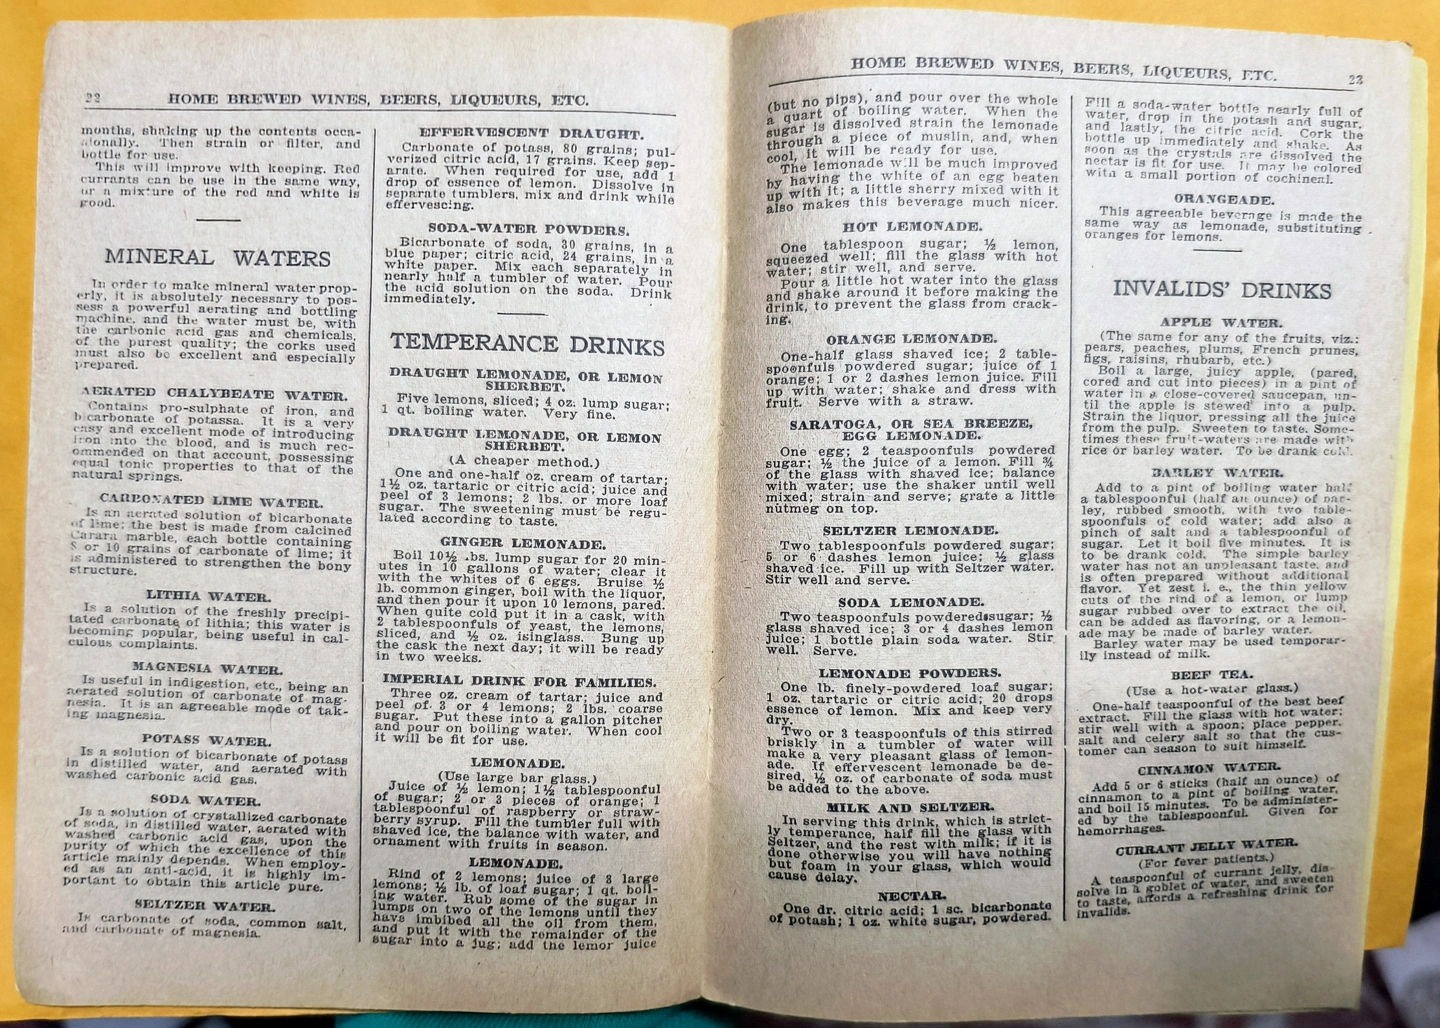 22 HOME BREWED WINES, BEERS, LIQUEURS, ETC.
months, shaking up the contents occa-
sionally. Then strain or filter, and
bottle for use.
This will improve with keeping. Red
currants can be use in the same way,
or a mixture of the red and white is
good.
MINERAL WATERS
In order to make mineral water prop-
erly, it is absolutely necessary to pos-
sess a powerful aerating and bottling
machine, and the water must be, with
the carbonic acid gas and chemicals,
of the purest quality; the corks used
must also be excellent and especially
prepared.
AERATED CHALYBEATE WATER.
Contains pro-sulphate of iron, and
bicarbonate of potassa. It is a very
easy and excellent mode of introducing
iron into the blood, and is much rec-
ommended on that account, possessing
equal tonic properties to that of the
natural springs.
CARBONATED LIME WATER.
Is an aerated solution of bicarbonate
of lime; the best is made from calcined
Carara marble, each bottle containing
8 or 10 grains of carbonate of lime; it
is administered to strengthen the bony
structure.
LITHIA WATER.
Is a solution of the freshly precipi-
tated carbonate of lithia; this water is
becoming popular, being useful in cal-
culous complaints.
MAGNESIA WATER.
Is useful in indigestion, etc., being an
aerated solution of carbonate of mag-
nesia. It is an agreeable mode of tak-
ing magnesia.
POTASS WATER.
Is a solution of bicarbonate of potass
in distilled water, and aerated with
washed carbonic acid gas.
SODA WATER.
Is a solution of crystallized carbonate
of soda, in distilled water, aerated with
washed carbonic acid gas, upon the
purity of which the excellence of this
article mainly depends. When employ-
ed as an anti-acid, it is highly im-
portant to obtain this article pure.
SELTZER WATER.
Is carbonate of soda, common salt,
and carbonate of magnesia.
EFFERVESCENT DRAUGHT.
Carbonate of potass, 80 grains; pul-
verized citric acid, 17 grains. Keep sep-
arate. When required for use, add 1
drop of essence of lemon. Dissolve in
separate tumblers, mix and drink while
effervescing.
SODA-WATER POWDERS.
Bicarbonate of soda, 30 grains, in a
blue paper; citric acid, 24 grains, in a
white paper. Mix each separately in
nearly half a tumbler of water. Pour
the acid solution on the soda. Drink
immediately.
TEMPERANCE DRINKS
DRAUGHT LEMONADE, OR LEMON
SHERBET.
Five lemons, sliced; 4 oz. lump sugar;
1 qt. boiling water. Very fine.
DRAUGHT LEMONADE, OR LEMON
SHERBET.
(A cheaper method.)
One and one-half oz. cream of tartar;
1½ oz. tartaric or citric acid; juice and
peel of 3 lemons; 2 lbs. or more loaf
sugar. The sweetening must be regu-
lated according to taste.
GINGER LEMONADE.
Boil 10½ lbs. lump sugar for 20 min-
utes in 10 gallons of water; clear it
with the whites of 6 eggs. Bruise ½
lb. common ginger, boil with the liquor,
and then pour it upon 10 lemons, pared.
When quite cold put it in a cask, with
2 tablespoonfuls of yeast, the lemons,
sliced, and ½ oz. isinglass. Bung up
the cask the next day; it will be ready
in two weeks.
IMPERIAL DRINK FOR FAMILIES.
Three oz. cream of tartar; juice and
peel of 3 or 4 lemons; 2 lbs. coarse
sugar. Put these into a gallon pitcher
and pour on boiling water. When cool
it will be fit for use.
LEMONADE.
(Use large bar glass.)
Juice of ½ lemon; 1½ tablespoonful
of sugar; 2 or 3 pieces of orange; 1
tablespoonful of raspberry or straw-
berry syrup. Fill the tumbler full with
shaved ice, the balance with water, and
ornament with fruits in season.
LEMONADE.
Rind of 2 lemons; juice of 3 large
lemons; ½ lb. of loaf sugar; 1 qt. boil-
ing water. Rub some of the sugar in
lumps on two of the lemons until they
have imbibed all the oil from them,
and put it with the remainder of the
sugar into a jug; add the lemor juice
HOME BREWED WINES, BEERS, LIQUEURS, ETC. 23
(but no pips), and pour over the whole
a quart of boiling water. When the
sugar is dissolved strain the lemonade
through a piece of muslin, and, when
cool, it will be ready for use.
The lemonade will be much improved
by having the white of an egg beaten
up with it; a little sherry mixed with it
also makes this beverage much nicer.
HOT LEMONADE.
One tablespoon sugar; ½ lemon,
squeezed well; fill the glass with hot
water; stir well, and serve.
Pour a little hot water into the glass
and shake around it before making the
drink, to prevent the glass from crack-
ing.
ORANGE LEMONADE.
One-half glass shaved ice; 2 table-
spoonfuls powdered sugar; juice of 1
orange; 1 or 2 dashes lemon juice. Fill
up with water; shake and dress with
fruit. Serve with a straw.
SARATOGA, OR SEA BREEZE,
EGG LEMONADE.
One egg; 2 teaspoonfuls powdered
sugar; ½ the juice of a lemon. Fill ¾
of the glass with shaved ice; balance
with water; use the shaker until well
mixed; strain and serve; grate a little
nutmeg on top.
SELTZER LEMONADE.
Two tablespoonfuls powdered sugar;
5 or 6 dashes lemon juice; ½ glass
shaved ice. Fill up with Seltzer water.
Stir well and serve.
SODA LEMONADE.
Two teaspoonfuls powdered sugar; ½
glass shaved ice; 3 or 4 dashes lemon
juice; 1 bottle plain soda water. Stir
well. Serve.
LEMONADE POWDERS.
One lb. finely-powdered loaf sugar;
1 oz. tartaric or citric acid; 20 drops
essence of lemon. Mix and keep very
dry.
Two or 3 teaspoonfuls of this stirred
briskly in a tumbler of water will
make a very pleasant glass of lemon-
ade. If effervescent lemonade be de-
sired, ½ oz. of carbonate of soda must
be added to the above.
MILK AND SELTZER.
In serving this drink, which is strict-
ly temperance, half fill the glass with
Seltzer, and the rest with milk; if it is
done otherwise you will have nothing
but foam in your glass, which would
cause delay.
NECTAR.
One dr. citric acid; 1 sc. bicarbonate
of potash; 1 oz. white sugar, powdered.
Fill a soda-water bottle nearly full of
water, drop in the potash and sugar,
and lastly, the citric acid. Cork the
bottle up immediately and shake. As
soon as the crystals are dissolved the
nectar is fit for use. It may be colored
with a small portion of cochineal.
ORANGEADE.
This agreeable beverage is made the
same way as lemonade, substituting
oranges for lemons.
INVALIDS' DRINKS
APPLE WATER.
(The same for any of the fruits, viz.:
pears, peaches, plums, French prunes,
figs, raisins, rhubarb, etc.)
Boil a large, juicy apple, (pared,
cored and cut into pieces) in a pint of
water in a close-covered saucepan, un-
til the apple is stewed into a pulp.
Strain the liquor, pressing all the juice
from the pulp. Sweeten to taste. Some-
times these fruit-waters are made with
rice or barley water. To be drank cold.
BARLEY WATER.
Add to a pint of boiling water half
a tablespoonful (half an ounce) of bar-
ley, rubbed smooth, with two table-
spoonfuls of cold water; add also a
pinch of salt and a tablespoonful of
sugar. Let it boil five minutes. It is
to be drank cold. The simple barley
water has not an unpleasant taste, and
is often prepared without additional
flavor. Yet zest i. e., the thin yellow
cuts of the rind of a lemon, or lump
sugar rubbed over to extract the oil,
can be added as flavoring, or a lemon-
ade may be made of barley water.
Barley water may be used temporar-
ily instead of milk.
BEEF TEA.
(Use a hot-water glass.)
One-half teaspoonful of the best beef
extract. Fill the glass with hot water;
stir well with a spoon; place pepper,
salt and celery salt so that the cus-
tomer can season to suit himself.
CINNAMON WATER.
Add 5 or 6 sticks (half an ounce) of
cinnamon to a pint of boiling water,
and boil 15 minutes. To be administer-
ed by the tablespoonful. Given for
hemorrhages.
CURRANT JELLY WATER.
(For fever patients.)
A teaspoonful of currant jelly, dis-
solve in a goblet of water, and sweeten
to taste, affords a refreshing drink for
invalids.